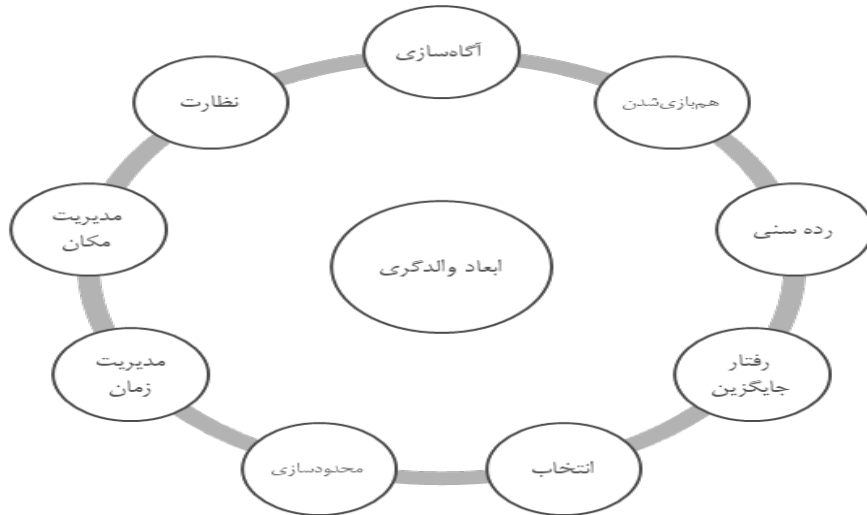 آگاه‌سازی
هم‌بازی‌شدن
نظارت
رده سنی
مدیریت
مکان
ابعاد والدگری
رفتار
جایگزین
مدیریت
زمان
انتخاب
محدودسازی